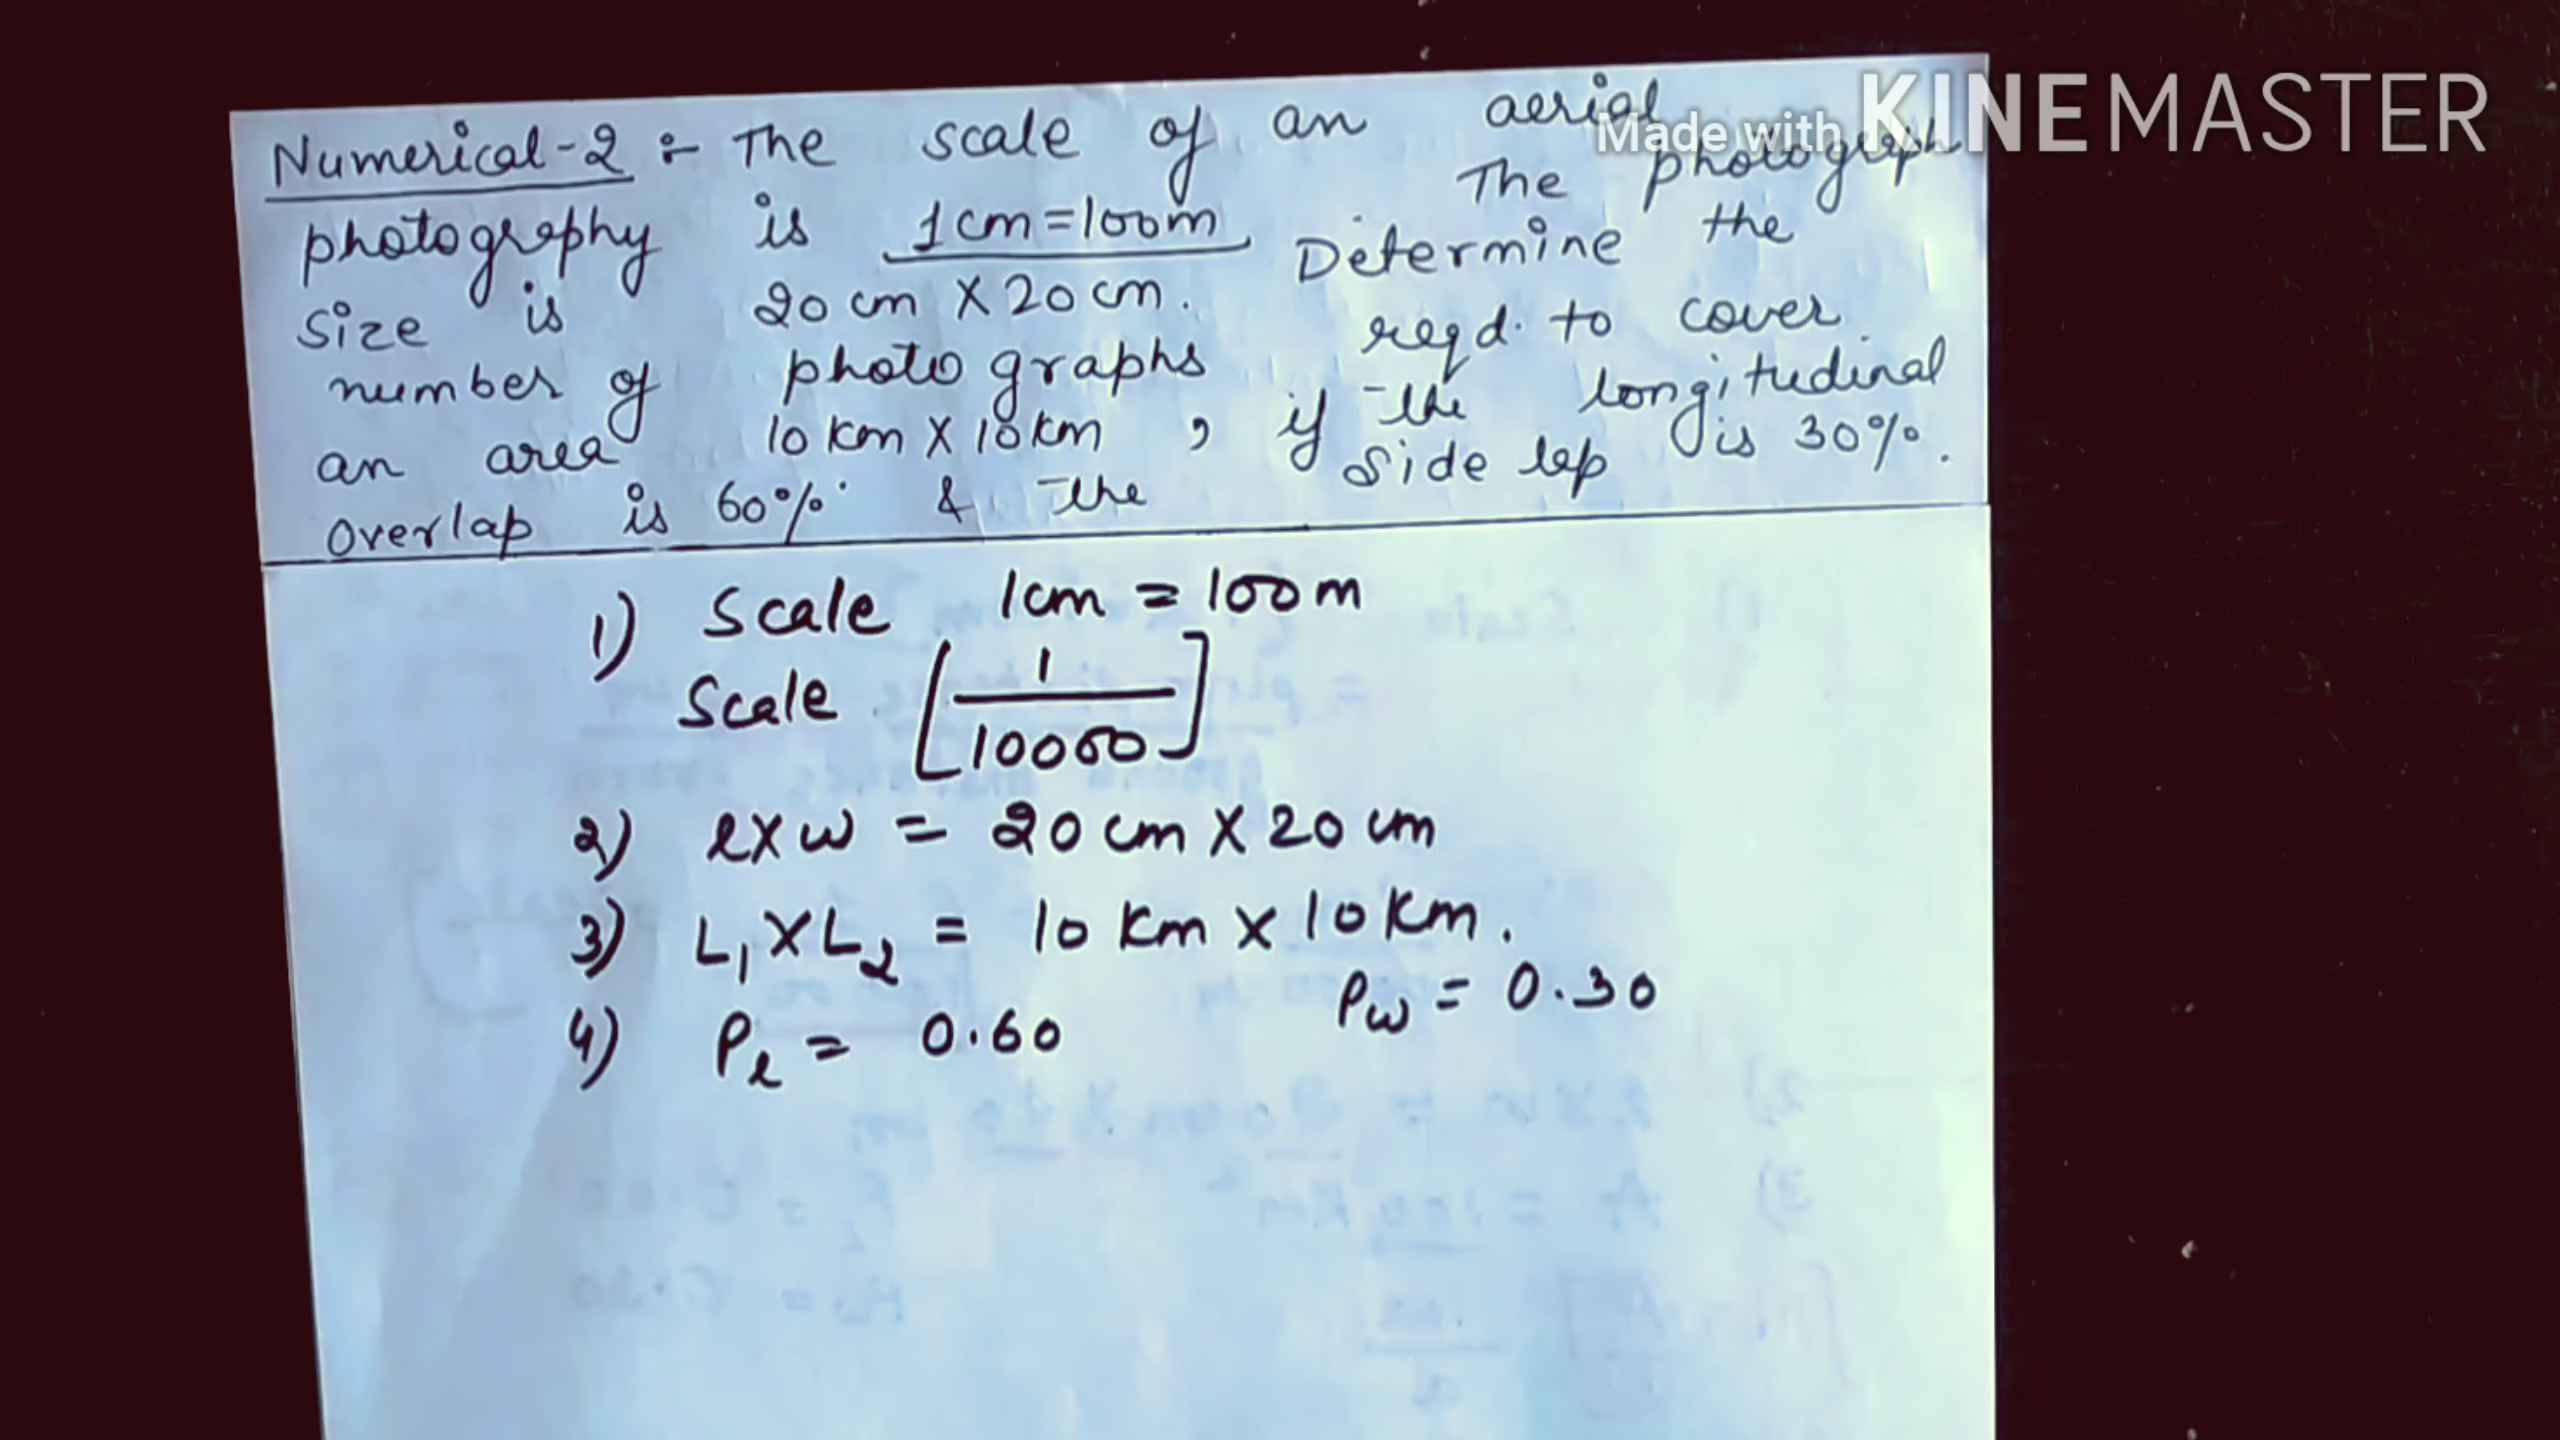 Made with KINEMASTER
Numerical-2 :- The scale of an aerial
photography is 1cm=100m The photograph
size is 20 cm X 20 cm. Determine the
number of photographs reqd. to cover
an area 10 km X 10 km , if the longitudinal
overlap is 60% & the side lap is 30%.
1) Scale 1cm = 100m
Scale [1/10000]
2) l X w = 20 cm X 20 cm
3) L1 X L2 = 10 Km X 10 Km.
4) Pl = 0.60 Pw = 0.30